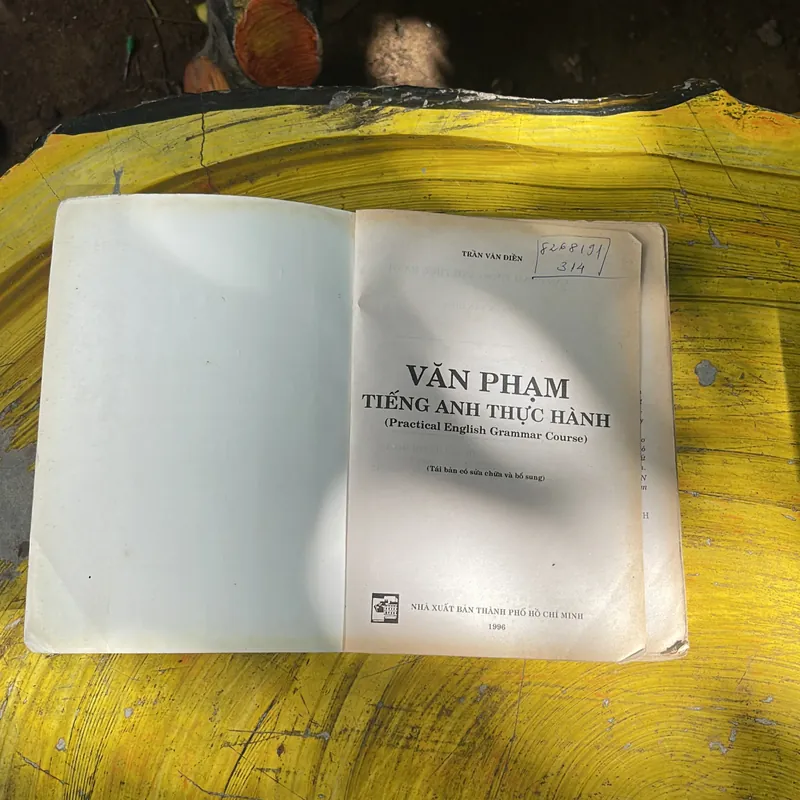 TRẦN VĂN ĐIỀN
8268191
314
VĂN PHẠM
TIẾNG ANH THỰC HÀNH
(Practical English Grammar Course)
(Tái bản có sửa chữa và bổ sung)
NHÀ XUẤT BẢN THÀNH PHỐ HỒ CHÍ MINH
1996